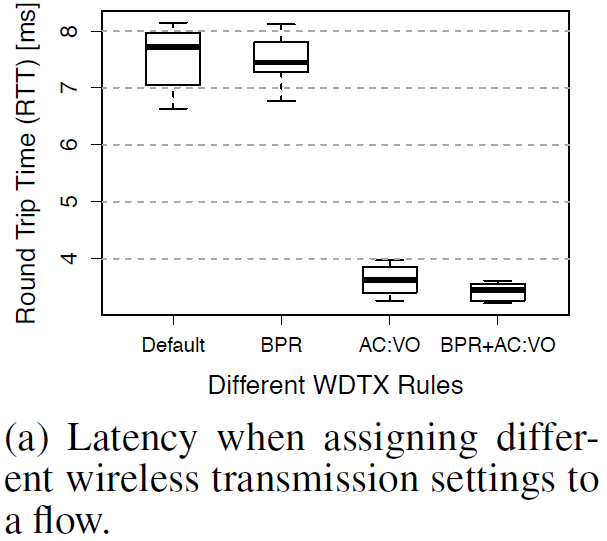 Round Trip Time (RTT) [ms]
8
7
6
5
4
Default BPR AC:VO BPR+AC:VO
Different WDTX Rules
(a) Latency when assigning differ-
ent wireless transmission settings to
a flow.